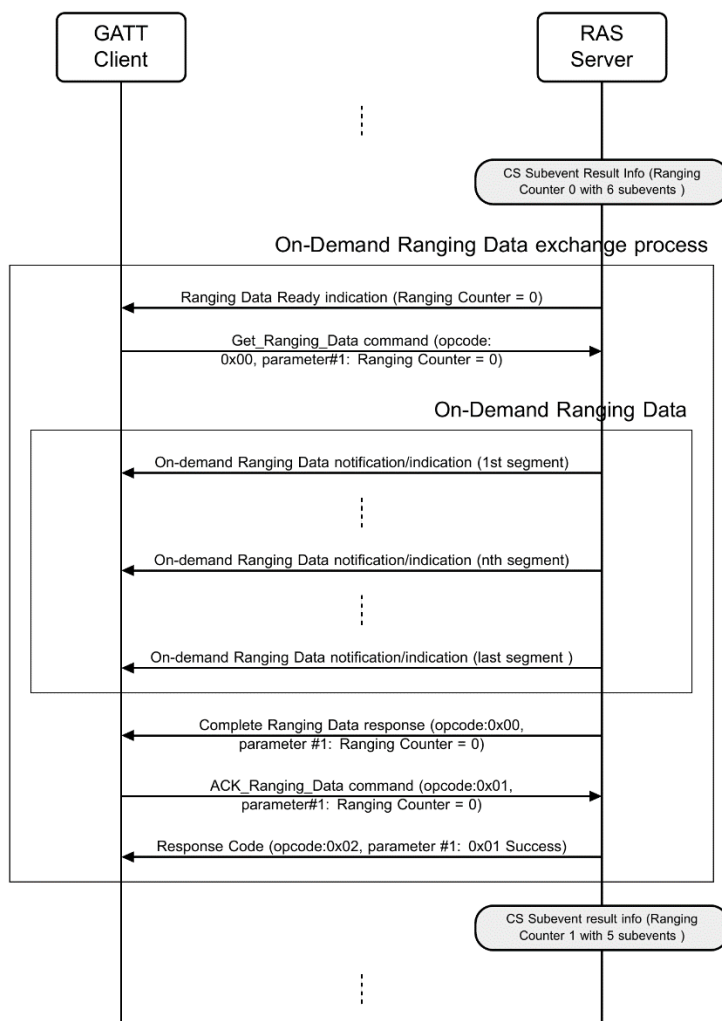 GATT
Client
RAS
Server
CS Subevent Result Info (Ranging
Counter 0 with 6 subevents )
On-Demand Ranging Data exchange process
Ranging Data Ready indication (Ranging Counter = 0)
Get_Ranging_Data command (opcode:
0x00, parameter#1: Ranging Counter = 0)
On-Demand Ranging Data
On-demand Ranging Data notification/indication (1st segment)
On-demand Ranging Data notification/indication (nth segment)
On-demand Ranging Data notification/indication (last segment )
Complete Ranging Data response (opcode:0x00,
parameter #1: Ranging Counter = 0)
ACK_Ranging_Data command (opcode:0x01,
parameter#1: Ranging Counter = 0)
Response Code (opcode:0x02, parameter #1: 0x01 Success)
CS Subevent result info (Ranging
Counter 1 with 5 subevents )